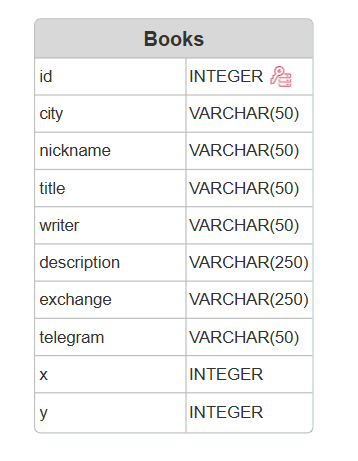 Books
id INTEGER
city VARCHAR(50)
nickname VARCHAR(50)
title VARCHAR(50)
writer VARCHAR(50)
description VARCHAR(250)
exchange VARCHAR(250)
telegram VARCHAR(50)
x INTEGER
y INTEGER